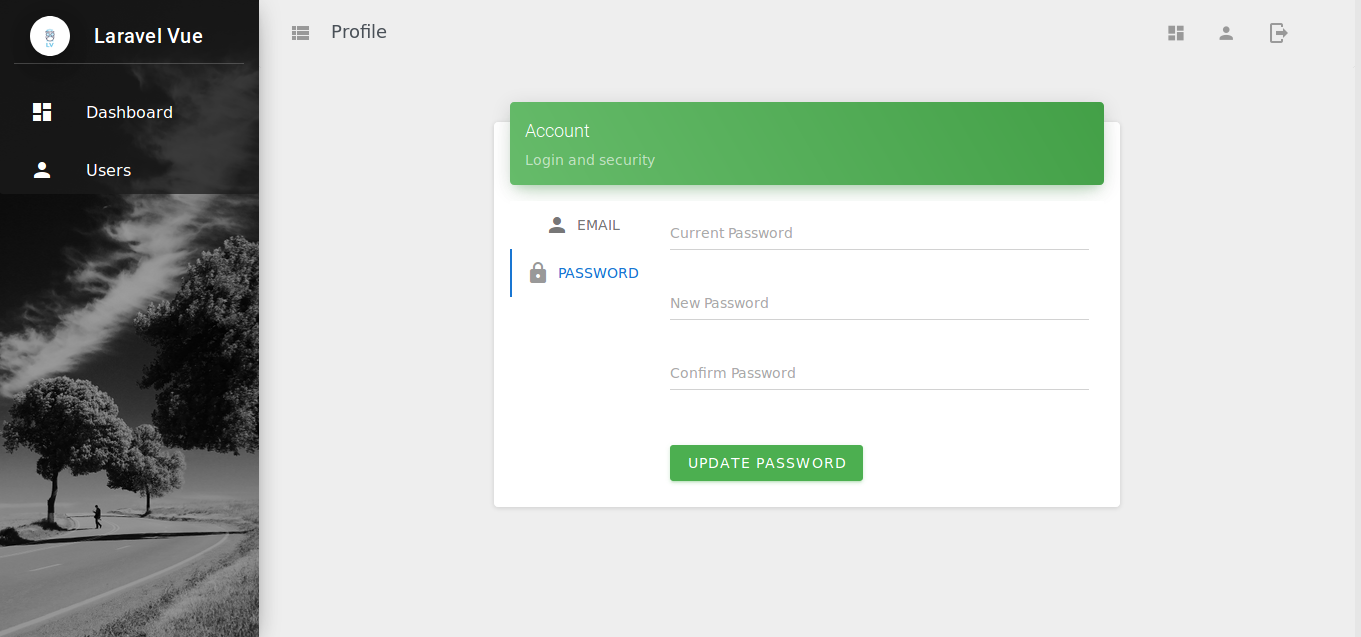 LV
Laravel Vue
Dashboard
Users
Profile
Account
Login and security
EMAIL
PASSWORD
Current Password
New Password
Confirm Password
UPDATE PASSWORD